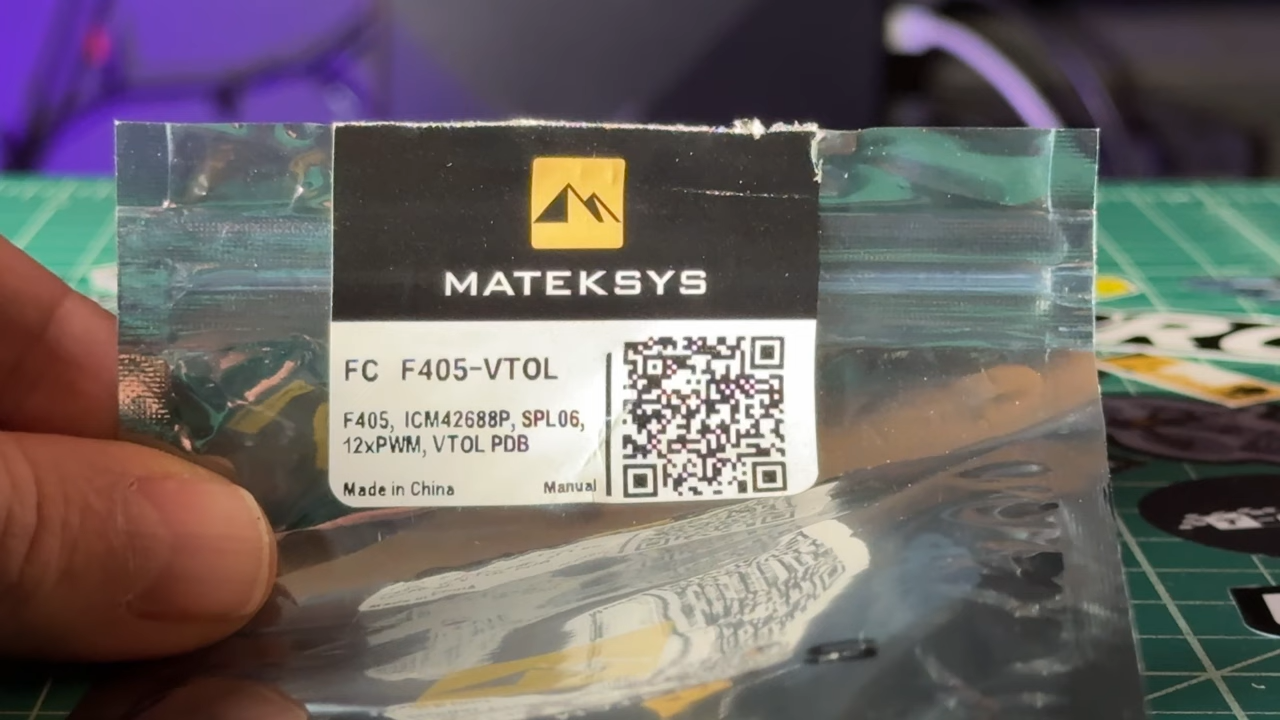 MATEKSYS
FC F405-VTOL
F405, ICM42688P, SPL06,
12xPWM, VTOL PDB
Made in China
Manual